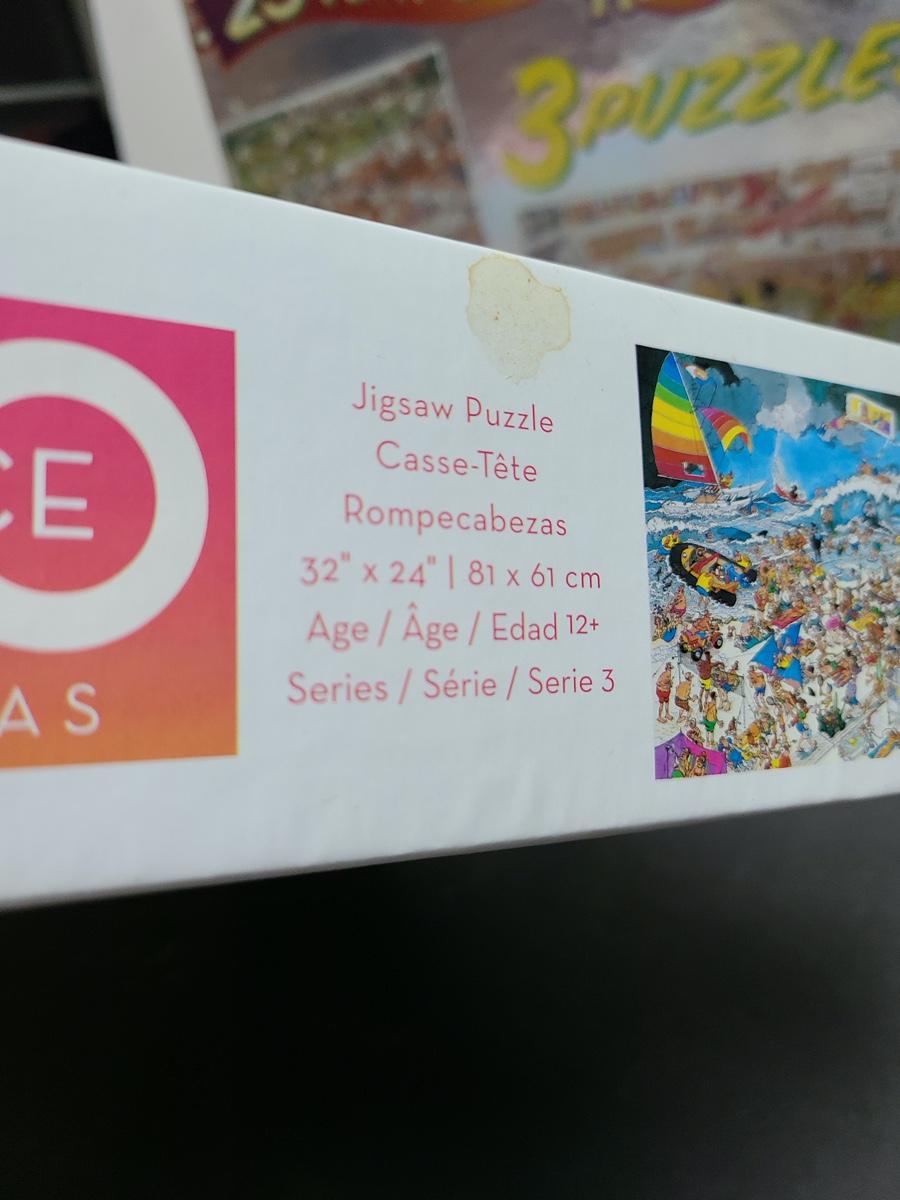 3 PUZZLES
CE
AS
Jigsaw Puzzle
Casse-Tête
Rompecabezas
32" x 24" | 81 x 61 cm
Age / Âge / Edad 12+
Series / Série / Serie 3